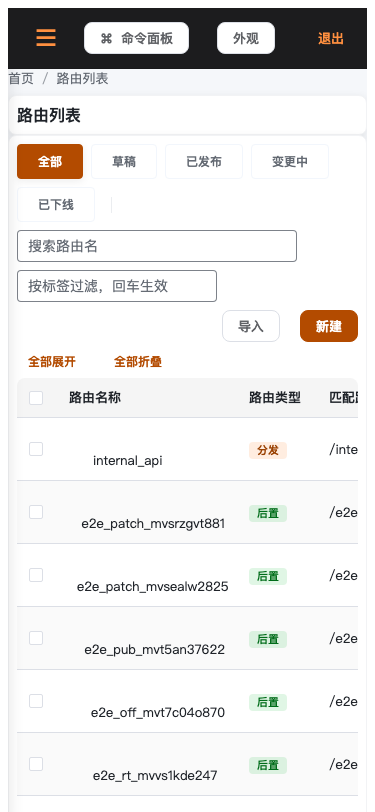 ⌘ 命令面板 外观 退出
首页 / 路由列表
路由列表
全部 草稿 已发布 变更中
已下线
搜索路由名
按标签过滤，回车生效
导入 新建
全部展开 全部折叠
路由名称 路由类型 匹配
internal_api 分发 /inte
e2e_patch_mvsrzgvt881 后置 /e2e
e2e_patch_mvsealw2825 后置 /e2e
e2e_pub_mvt5an37622 后置 /e2e
e2e_off_mvt7c04o870 后置 /e2e
e2e_rt_mvvs1kde247 后置 /e2e